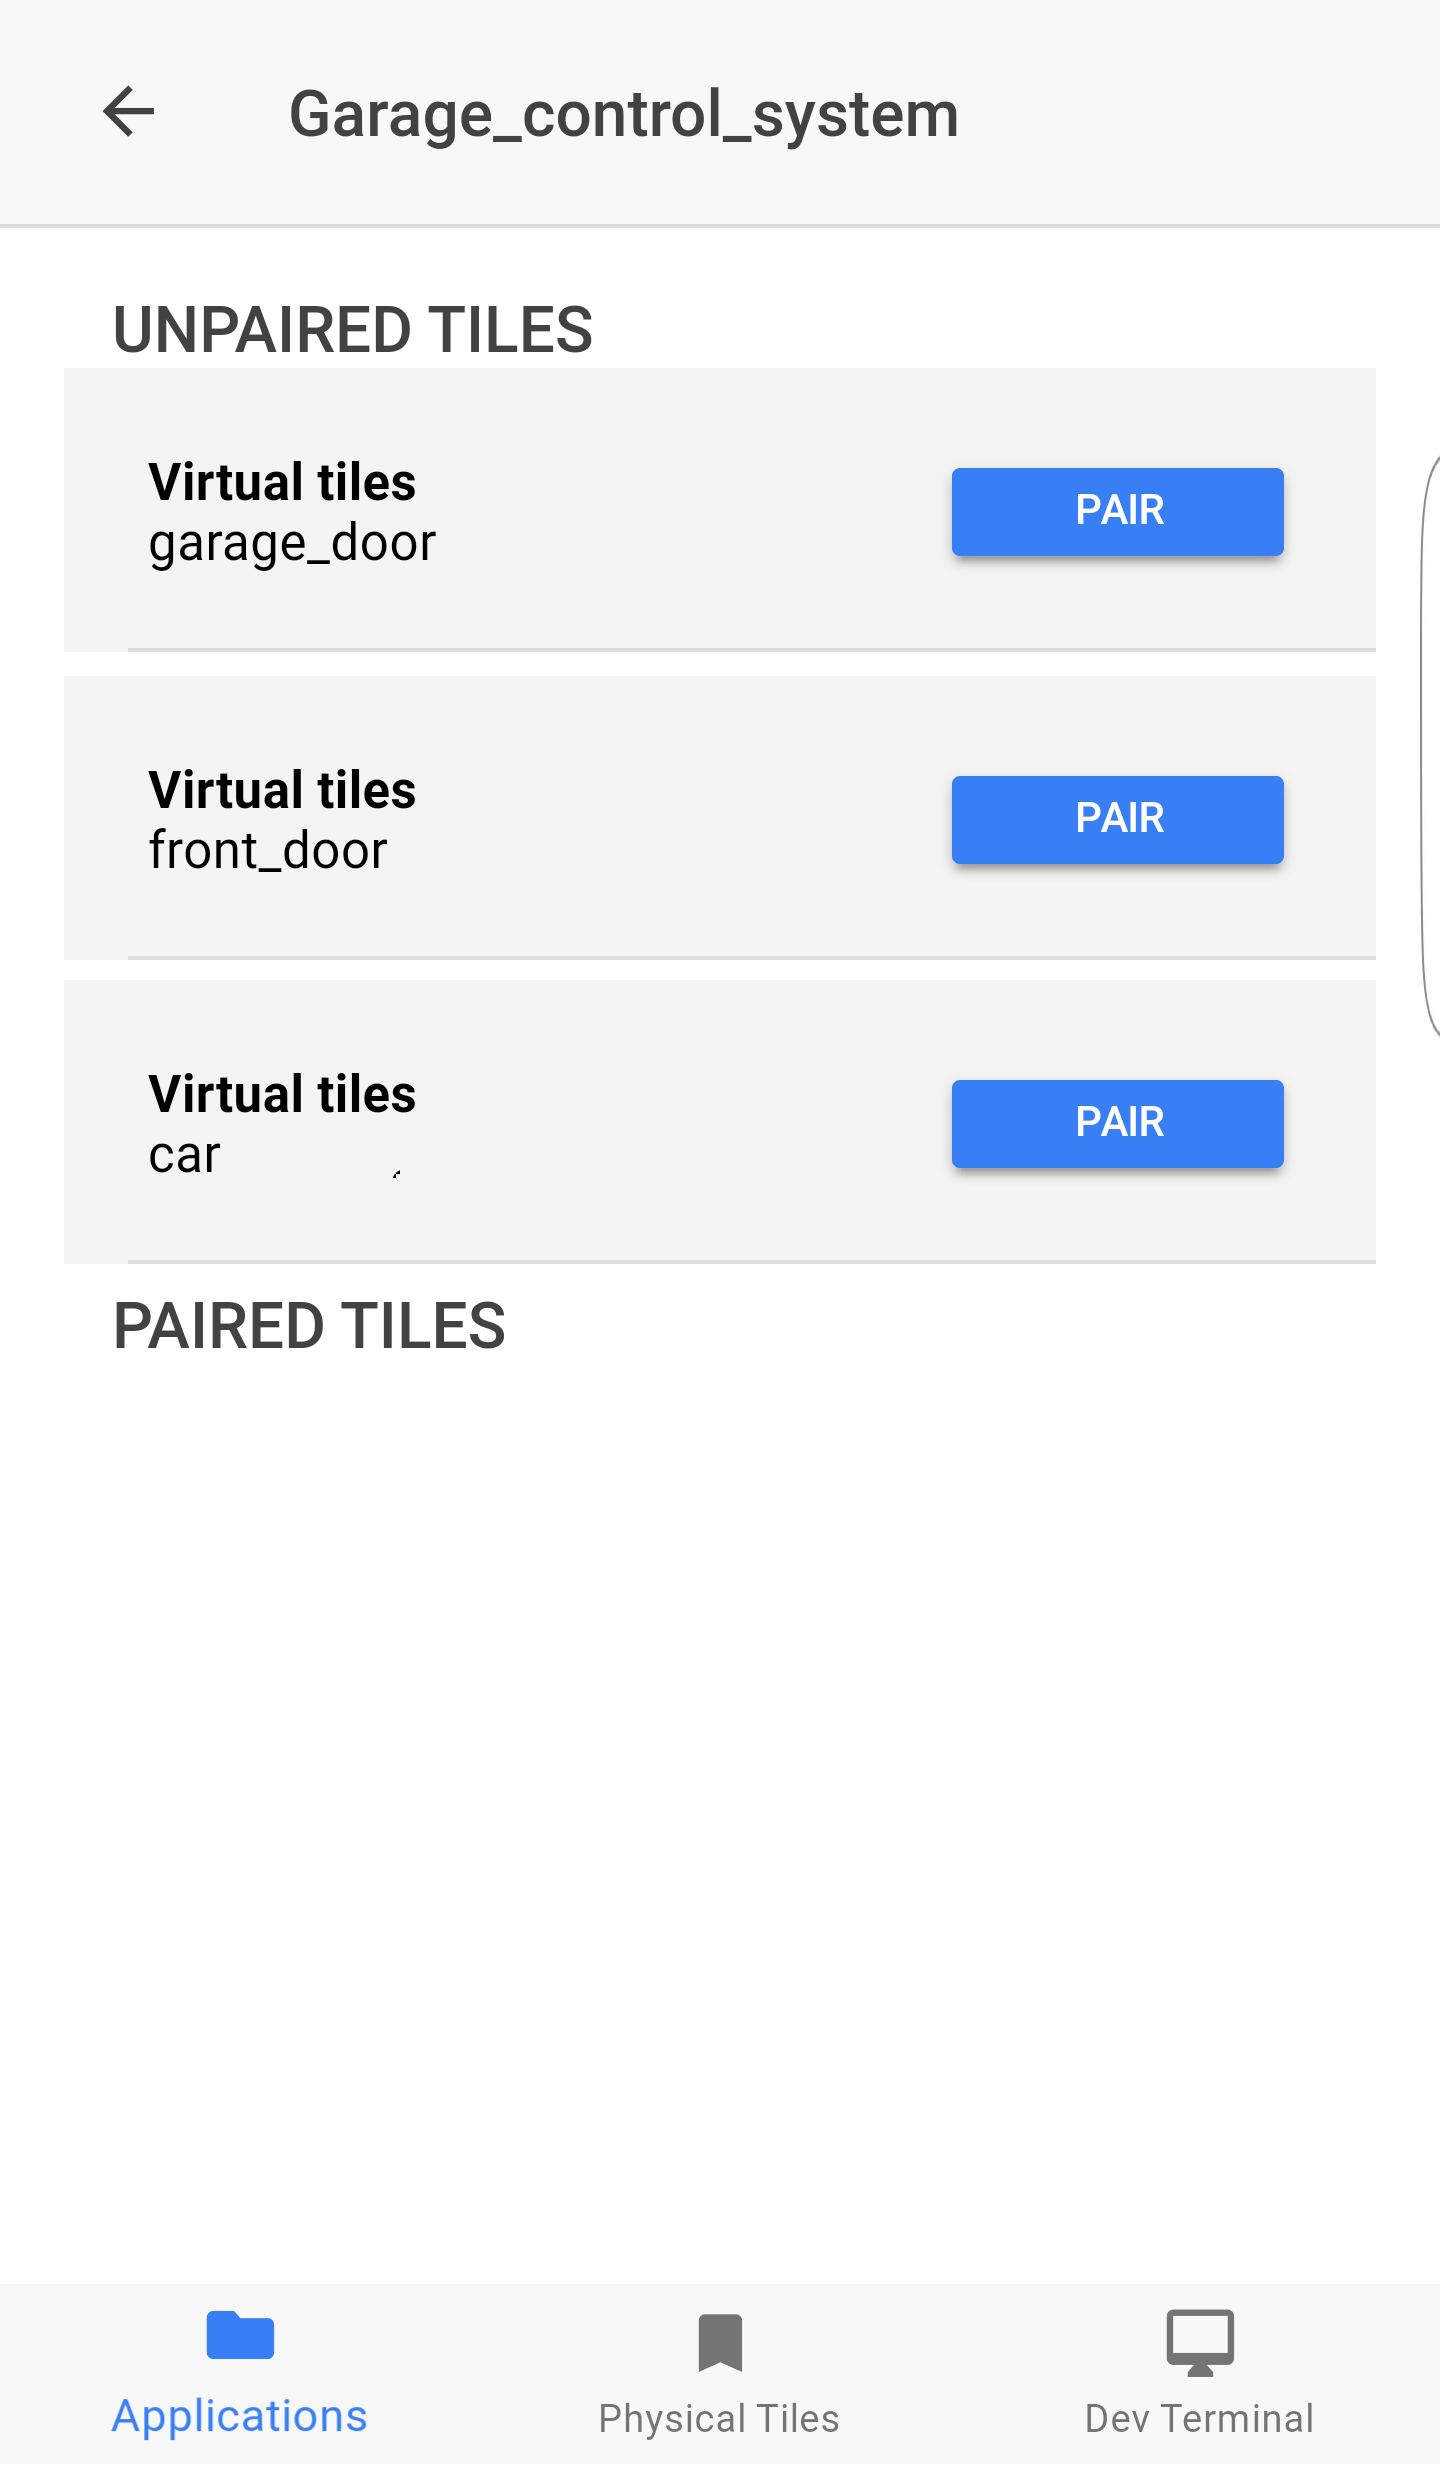 Garage_control_system
UNPAIRED TILES
Virtual tiles
garage_door
PAIR
Virtual tiles
front_door
PAIR
Virtual tiles
car
PAIR
PAIRED TILES
Applications
Physical Tiles
Dev Terminal